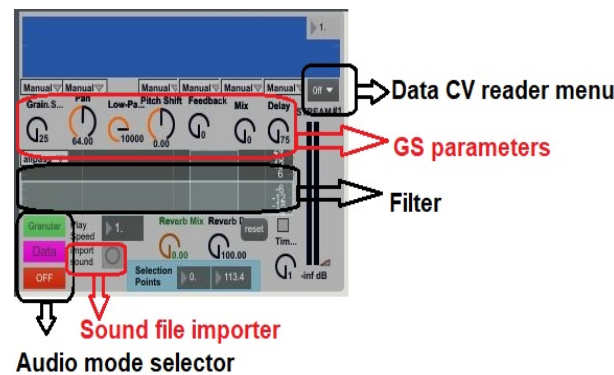 1.
Manual Manual Manual Manual Manual Manual Off
Data CV reader menu
Grain.S... Pan Low-Pa... Pitch Shift Feedback Mix Delay STREAM#1
25 64.00 10000 0.00 0 0 75
GS parameters
Filter
Granular Play Speed 1. Reverb Mix Reverb D reset
Data Import sound 0.00 100.00 Tim...
OFF Selection Points 0. 113.4 1 -inf dB
Sound file importer
Audio mode selector